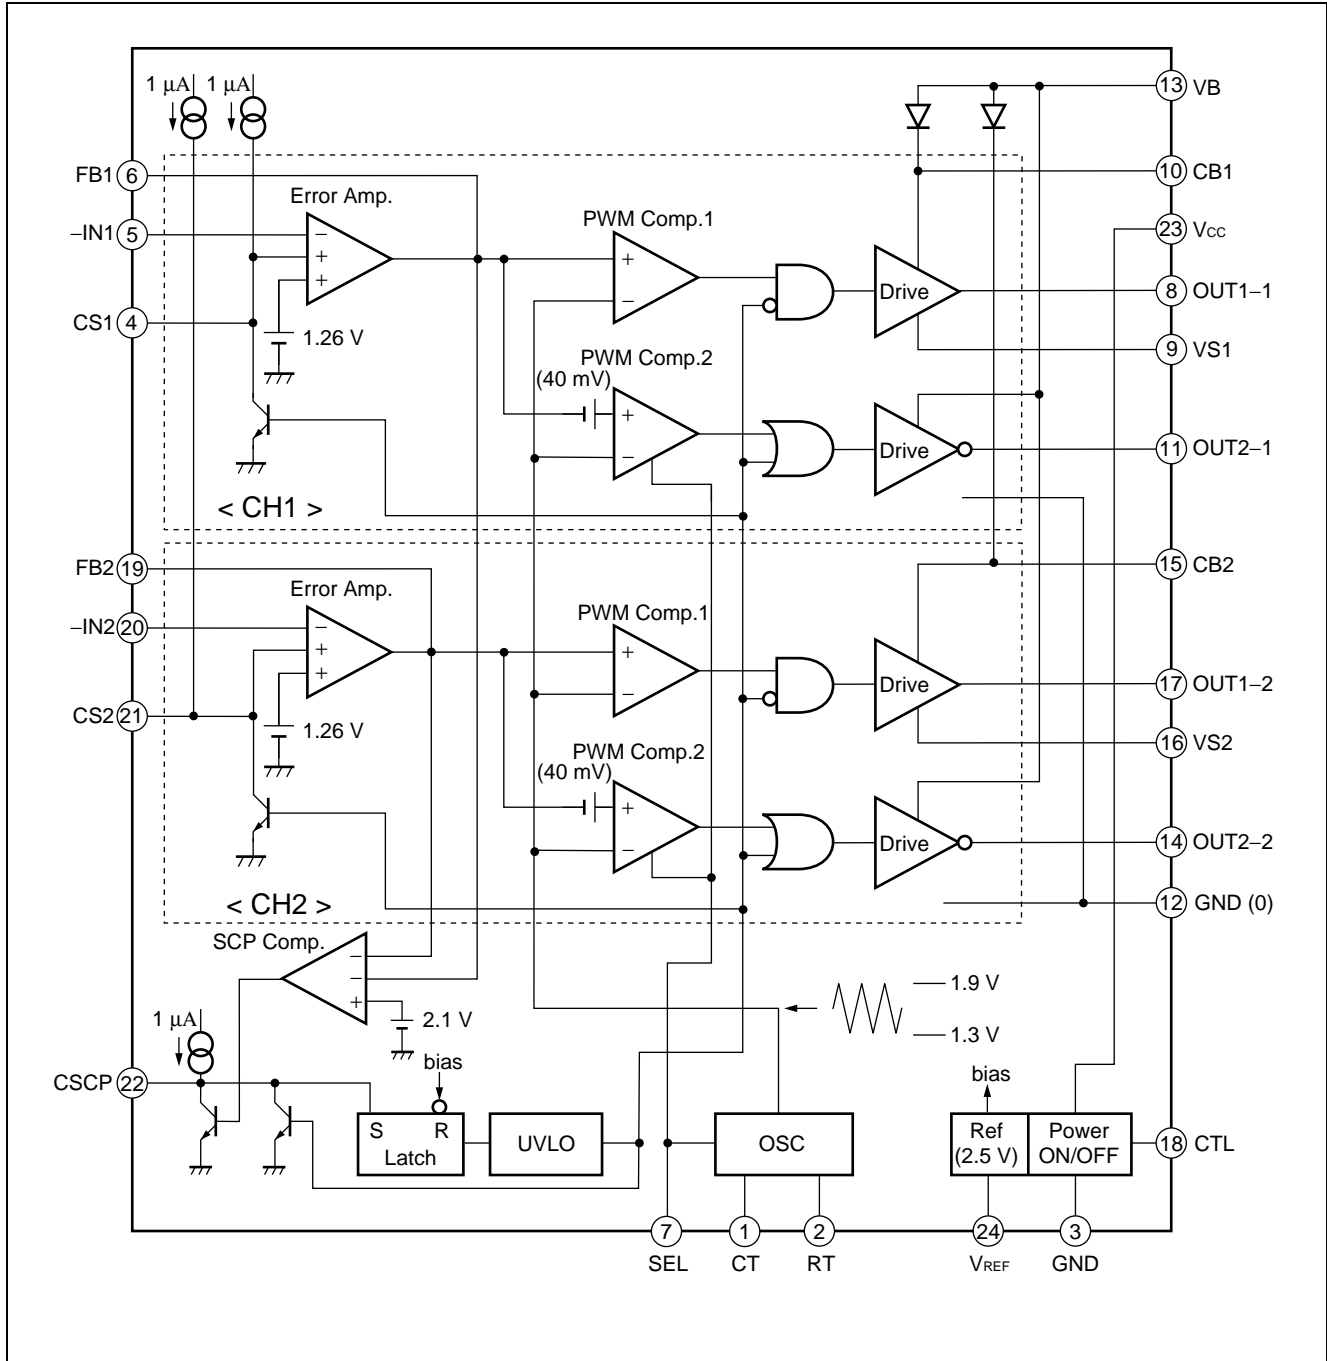 1 µA 1 µA
13 VB
FB1 6
10 CB1
Error Amp.
PWM Comp.1
-IN1 5
23 VCC
−
+
+
+
−
Drive
8 OUT1−1
CS1 4
1.26 V
9 VS1
PWM Comp.2
(40 mV)
+
−
Drive
11 OUT2−1
< CH1 >
FB2 19
15 CB2
Error Amp.
PWM Comp.1
-IN2 20
−
+
+
+
−
Drive
17 OUT1−2
CS2 21
1.26 V
16 VS2
PWM Comp.2
(40 mV)
+
−
Drive
14 OUT2−2
< CH2 >
12 GND (0)
SCP Comp.
−
−
+
2.1 V
1.9 V
1.3 V
1 µA
bias
bias
CSCP 22
S R
Latch
UVLO
OSC
Ref
(2.5 V)
Power
ON/OFF
18 CTL
7 1 2 24 3
SEL CT RT VREF GND